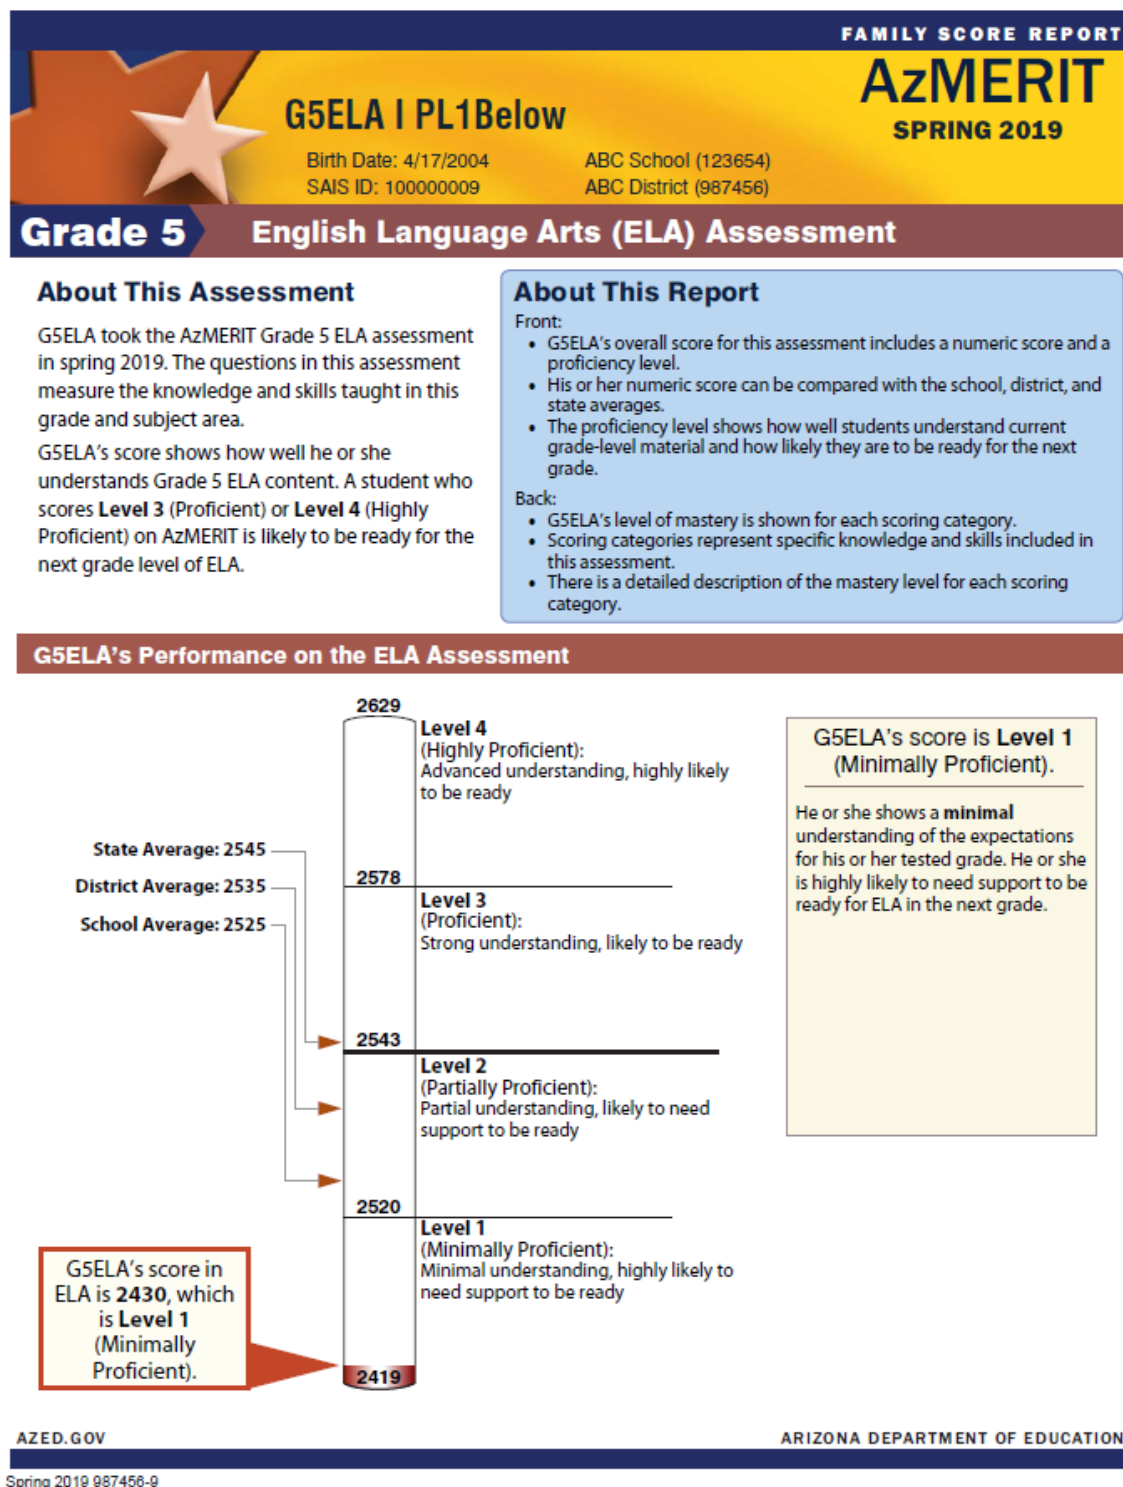 FAMILY SCORE REPORT
AzMERIT
SPRING 2019
G5ELA I PL1Below
Birth Date: 4/17/2004
SAIS ID: 100000009
ABC School (123654)
ABC District (987456)
Grade 5
English Language Arts (ELA) Assessment
About This Assessment
G5ELA took the AzMERIT Grade 5 ELA assessment
in spring 2019. The questions in this assessment
measure the knowledge and skills taught in this
grade and subject area.
G5ELA's score shows how well he or she
understands Grade 5 ELA content. A student who
scores Level 3 (Proficient) or Level 4 (Highly
Proficient) on AzMERIT is likely to be ready for the
next grade level of ELA.
About This Report
Front:
• G5ELA's overall score for this assessment includes a numeric score and a
proficiency level.
• His or her numeric score can be compared with the school, district, and
state averages.
• The proficiency level shows how well students understand current
grade-level material and how likely they are to be ready for the next
grade.
Back:
• G5ELA's level of mastery is shown for each scoring category.
• Scoring categories represent specific knowledge and skills included in
this assessment.
• There is a detailed description of the mastery level for each scoring
category.
G5ELA's Performance on the ELA Assessment
2629
Level 4
(Highly Proficient):
Advanced understanding, highly likely
to be ready
State Average: 2545
District Average: 2535
School Average: 2525
2578
Level 3
(Proficient):
Strong understanding, likely to be ready
2543
Level 2
(Partially Proficient):
Partial understanding, likely to need
support to be ready
2520
Level 1
(Minimally Proficient):
Minimal understanding, highly likely to
need support to be ready
2419
G5ELA's score in
ELA is 2430, which
is Level 1
(Minimally
Proficient).
G5ELA's score is Level 1
(Minimally Proficient).
He or she shows a minimal
understanding of the expectations
for his or her tested grade. He or she
is highly likely to need support to be
ready for ELA in the next grade.
AZED.GOV
ARIZONA DEPARTMENT OF EDUCATION
Spring 2019 987456-9